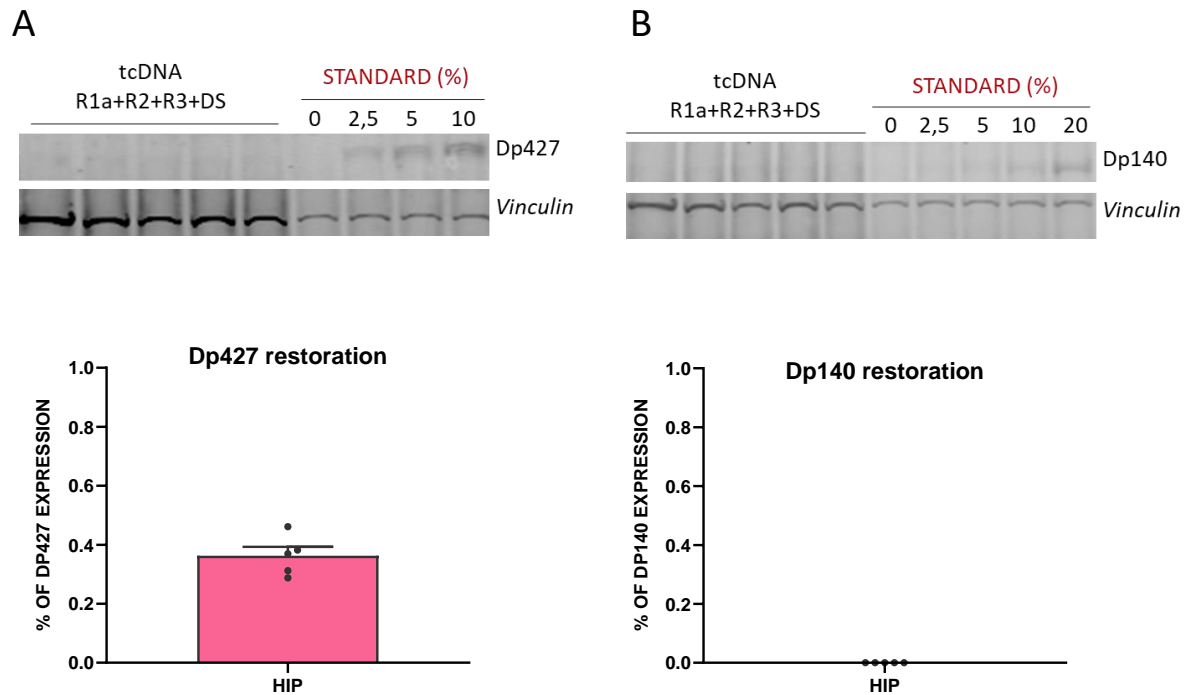 A
tcDNA
R1a+R2+R3+DS
STANDARD (%)
0 2,5 5 10
Dp427
Vinculin
Dp427 restoration
% OF DP427 EXPRESSION
1.0
0.8
0.6
0.4
0.2
0.0
HIP
B
tcDNA
R1a+R2+R3+DS
STANDARD (%)
0 2,5 5 10 20
Dp140
Vinculin
Dp140 restoration
% OF DP140 EXPRESSION
1.0
0.8
0.6
0.4
0.2
0.0
HIP